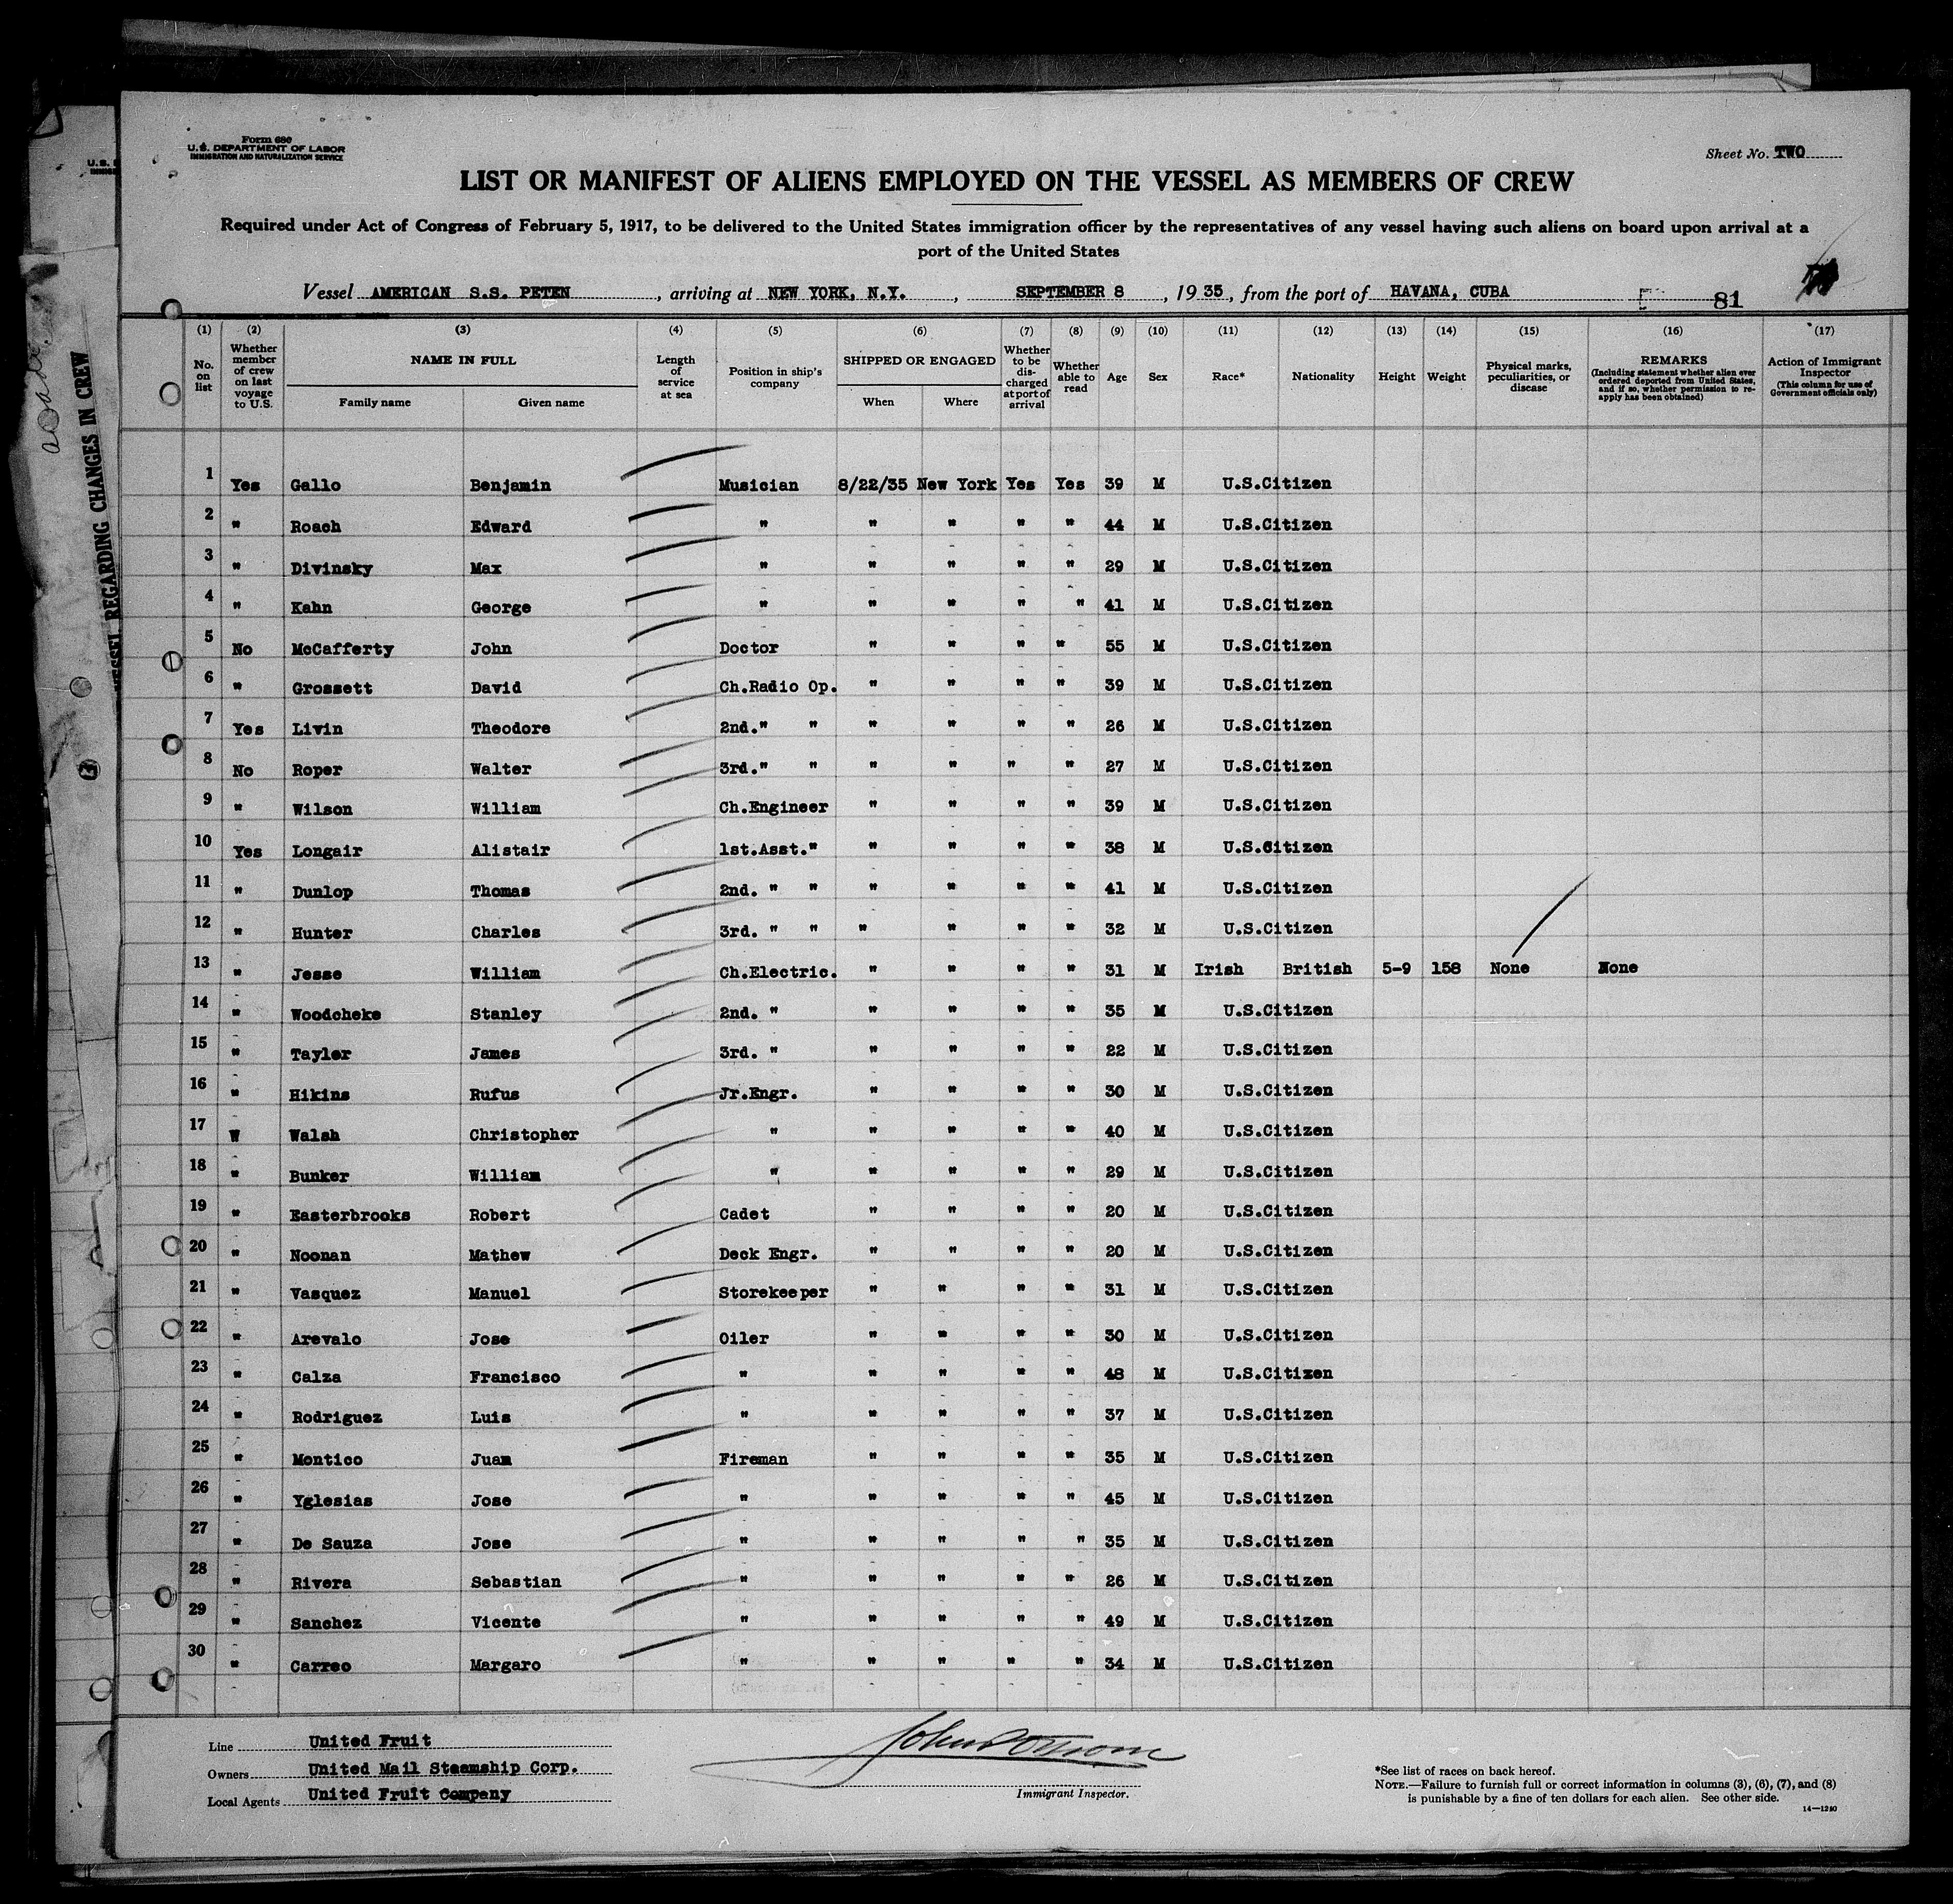 Form 680
U.S. DEPARTMENT OF LABOR
IMMIGRATION AND NATURALIZATION SERVICE
Sheet No. TWO
LIST OR MANIFEST OF ALIENS EMPLOYED ON THE VESSEL AS MEMBERS OF CREW
Required under Act of Congress of February 5, 1917, to be delivered to the United States immigration officer by the representatives of any vessel having such aliens on board upon arrival at a
port of the United States
Vessel AMERICAN S.S. PETEN, arriving at NEW YORK, N.Y., SEPTEMBER 8, 1935, from the port of HAVANA, CUBA
81
(1) (2) (3) (4) (5) (6) (7) (8) (9) (10) (11) (12) (13) (14) (15) (16) (17)
No. on list
Whether member of crew on last voyage to U.S.
NAME IN FULL
Family name Given name
Length of service at sea
Position in ship's company
SHIPPED OR ENGAGED
When Where
Whether to be discharged at port of arrival
Whether able to read
Age
Sex
Race*
Nationality
Height
Weight
Physical marks, peculiarities, or disease
REMARKS
(Including statement whether alien ever ordered deported from United States, and if so, whether permission to re-apply has been obtained)
Action of Immigrant Inspector
(This column for use of Government officials only)
1 Yes Gallo Benjamin Musician 8/22/35 New York Yes Yes 39 M U.S.Citizen
2 " Roach Edward " " " " " 44 M U.S.Citizen
3 " Divinsky Max " " " " " 29 M U.S.Citizen
4 " Kahn George " " " " " 41 M U.S.Citizen
5 No McCafferty John Doctor " " " " 55 M U.S.Citizen
6 " Grossett David Ch.Radio Op. " " " " 39 M U.S.Citizen
7 Yes Livin Theodore 2nd." " " " " " 26 M U.S.Citizen
8 No Roper Walter 3rd." " " " " " 27 M U.S.Citizen
9 " Wilson William Ch.Engineer " " " " 39 M U.S.Citizen
10 Yes Longair Alistair 1st.Asst." " " " " 38 M U.S.Citizen
11 " Dunlop Thomas 2nd. " " " " " " 41 M U.S.Citizen
12 " Hunter Charles 3rd. " " " " " " 32 M U.S.Citizen
13 " Jesse William Ch.Electric. " " " " 31 M Irish British 5-9 158 None None
14 " Woodcheke Stanley 2nd. " " " " " 35 M U.S.Citizen
15 " Tayler James 3rd. " " " " " 22 M U.S.Citizen
16 " Hikins Rufus Jr.Engr. " " " " 30 M U.S.Citizen
17 W Walsh Christopher " " " " " 40 M U.S.Citizen
18 " Bunker William " " " " " 29 M U.S.Citizen
19 " Easterbrooks Robert Cadet " " " " 20 M U.S.Citizen
20 " Noonan Mathew Deck Engr. " " " " 20 M U.S.Citizen
21 " Vasquez Manuel Storekeeper " " " " 31 M U.S.Citizen
22 " Arevalo Jose Oiler " " " " 30 M U.S.Citizen
23 " Calza Francisco " " " " " 48 M U.S.Citizen
24 " Rodriguez Luis " " " " " 37 M U.S.Citizen
25 " Montico Juan Fireman " " " " 35 M U.S.Citizen
26 " Yglesias Jose " " " " " 45 M U.S.Citizen
27 " De Sauza Jose " " " " " 35 M U.S.Citizen
28 " Rivera Sebastian " " " " " 26 M U.S.Citizen
29 " Sanchez Vicente " " " " " 49 M U.S.Citizen
30 " Carreo Margaro " " " " " 34 M U.S.Citizen
Line United Fruit
Owners United Mail Steamship Corp.
Local Agents United Fruit Company
Immigrant Inspector.
*See list of races on back hereof.
NOTE.—Failure to furnish full or correct information in columns (3), (6), (7), and (8)
is punishable by a fine of ten dollars for each alien. See other side.
14—1240
VESSEL REGARDING CHANGES IN CREW